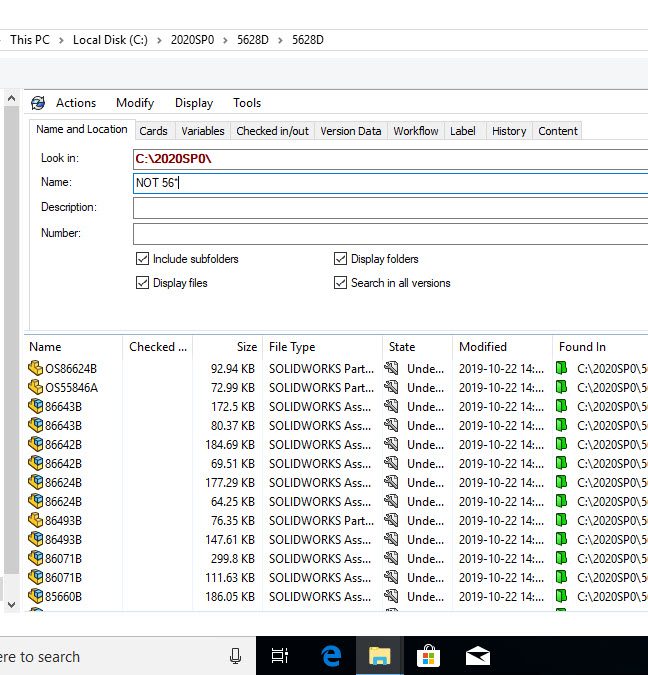 This PC > Local Disk (C:) > 2020SP0 > 5628D > 5628D
Actions Modify Display Tools
Name and Location Cards Variables Checked in/out Version Data Workflow Label History Content
Look in: C:\2020SP0\
Name: NOT 56*
Description:
Number:
Include subfolders Display folders
Display files Search in all versions
Name Checked ... Size File Type State Modified Found In
OS86624B 92.94 KB SOLIDWORKS Part... Unde... 2019-10-22 14:... C:\2020SP0\5
OS55846A 72.99 KB SOLIDWORKS Part... Unde... 2019-10-22 14:... C:\2020SP0\5
86643B 172.5 KB SOLIDWORKS Ass... Unde... 2019-10-22 14:... C:\2020SP0\5
86643B 80.37 KB SOLIDWORKS Ass... Unde... 2019-10-22 14:... C:\2020SP0\5
86642B 184.69 KB SOLIDWORKS Ass... Unde... 2019-10-22 14:... C:\2020SP0\5
86642B 69.51 KB SOLIDWORKS Ass... Unde... 2019-10-22 14:... C:\2020SP0\5
86624B 177.29 KB SOLIDWORKS Ass... Unde... 2019-10-22 14:... C:\2020SP0\5
86624B 64.25 KB SOLIDWORKS Ass... Unde... 2019-10-22 14:... C:\2020SP0\5
86493B 76.35 KB SOLIDWORKS Part... Unde... 2019-10-22 14:... C:\2020SP0\5
86493B 147.61 KB SOLIDWORKS Ass... Unde... 2019-10-22 14:... C:\2020SP0\5
86071B 299.8 KB SOLIDWORKS Ass... Unde... 2019-10-22 14:... C:\2020SP0\5
86071B 111.63 KB SOLIDWORKS Ass... Unde... 2019-10-22 14:... C:\2020SP0\5
85660B 186.05 KB SOLIDWORKS Ass... Unde... 2019-10-22 14:... C:\2020SP0\5
ere to search